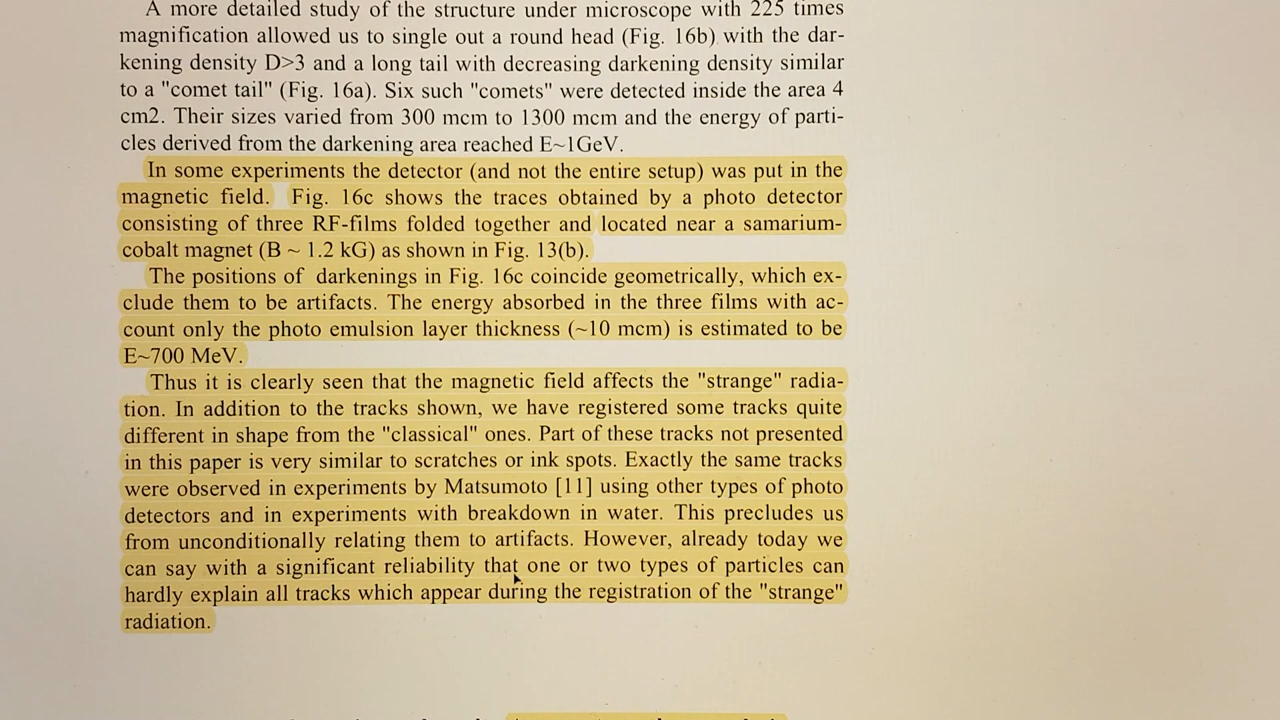 A more detailed study of the structure under microscope with 225 times
magnification allowed us to single out a round head (Fig. 16b) with the dar-
kening density D>3 and a long tail with decreasing darkening density similar
to a "comet tail" (Fig. 16a). Six such "comets" were detected inside the area 4
cm2. Their sizes varied from 300 mcm to 1300 mcm and the energy of parti-
cles derived from the darkening area reached E~1GeV.
In some experiments the detector (and not the entire setup) was put in the
magnetic field. Fig. 16c shows the traces obtained by a photo detector
consisting of three RF-films folded together and located near a samarium-
cobalt magnet (B ~ 1.2 kG) as shown in Fig. 13(b).
The positions of darkenings in Fig. 16c coincide geometrically, which ex-
clude them to be artifacts. The energy absorbed in the three films with ac-
count only the photo emulsion layer thickness (~10 mcm) is estimated to be
E~700 MeV.
Thus it is clearly seen that the magnetic field affects the "strange" radia-
tion. In addition to the tracks shown, we have registered some tracks quite
different in shape from the "classical" ones. Part of these tracks not presented
in this paper is very similar to scratches or ink spots. Exactly the same tracks
were observed in experiments by Matsumoto [11] using other types of photo
detectors and in experiments with breakdown in water. This precludes us
from unconditionally relating them to artifacts. However, already today we
can say with a significant reliability that one or two types of particles can
hardly explain all tracks which appear during the registration of the "strange"
radiation.